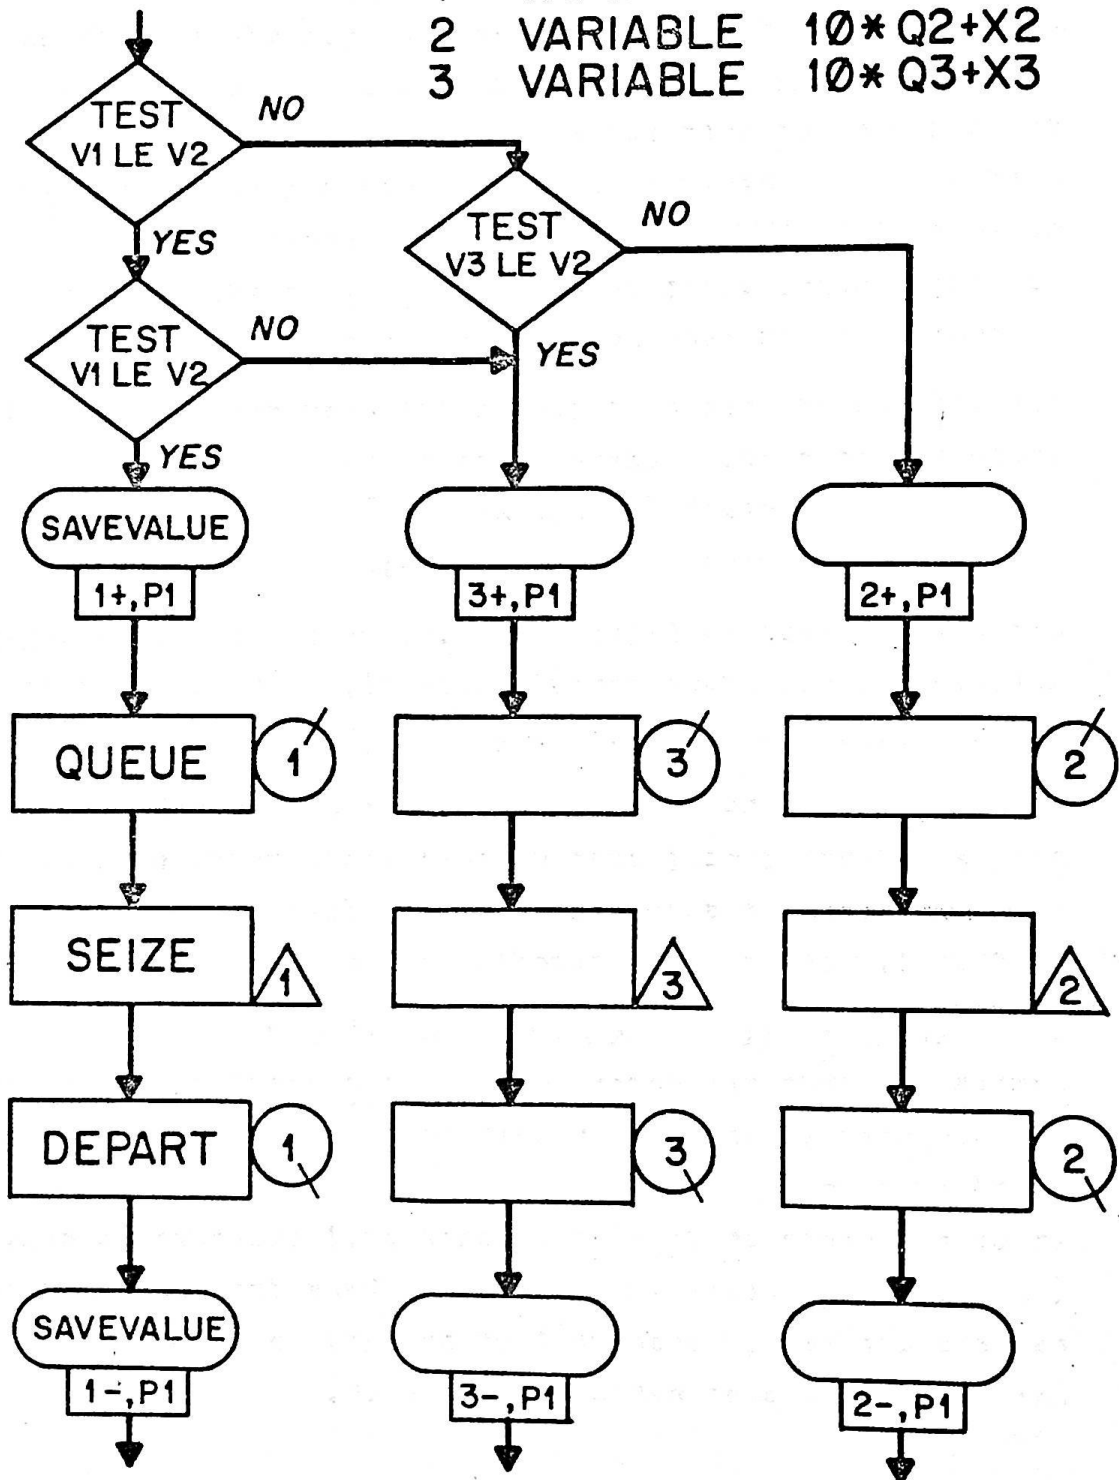 2 VARIABLE 10* Q2+X2
3 VARIABLE 10* Q3+X3
TEST
V1 LE V2
NO
YES
TEST
V3 LE V2
NO
YES
TEST
V1 LE V2
NO
YES
SAVEVALUE
1+,P1
3+,P1
2+,P1
QUEUE
1
3
2
SEIZE
1
3
2
DEPART
1
3
2
SAVEVALUE
1-,P1
3-,P1
2-,P1